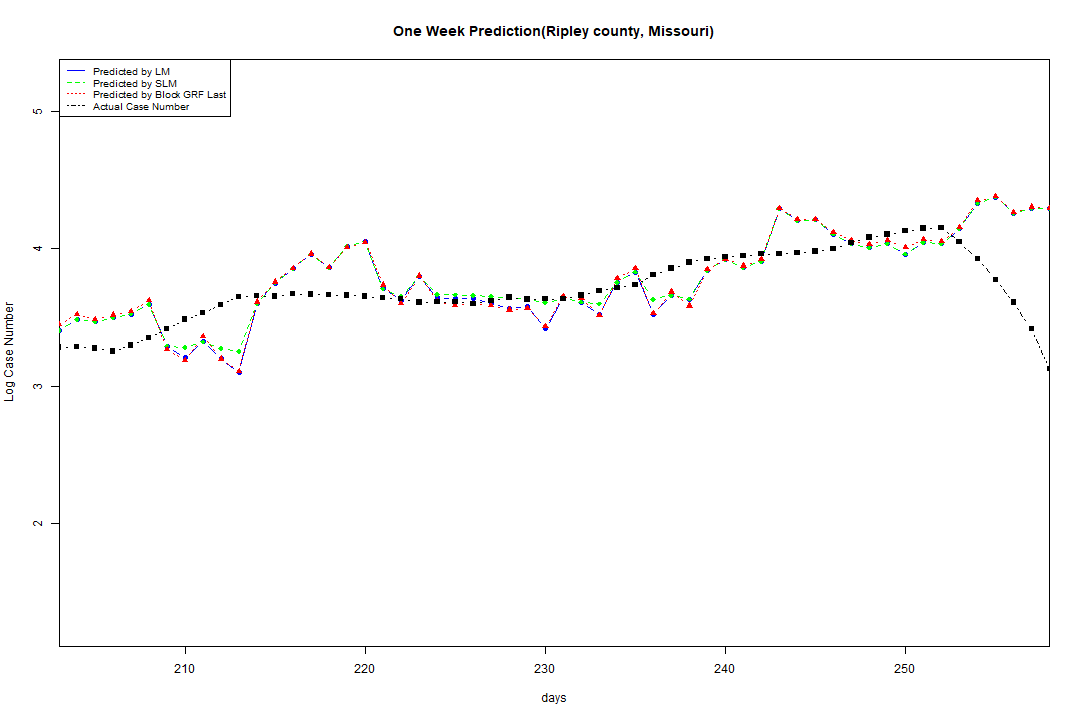 One Week Prediction(Ripley county, Missouri)
Predicted by LM
Predicted by SLM
Predicted by Block GRF Last
Actual Case Number
5
4
3
2
Log Case Number
210 220 230 240 250
days